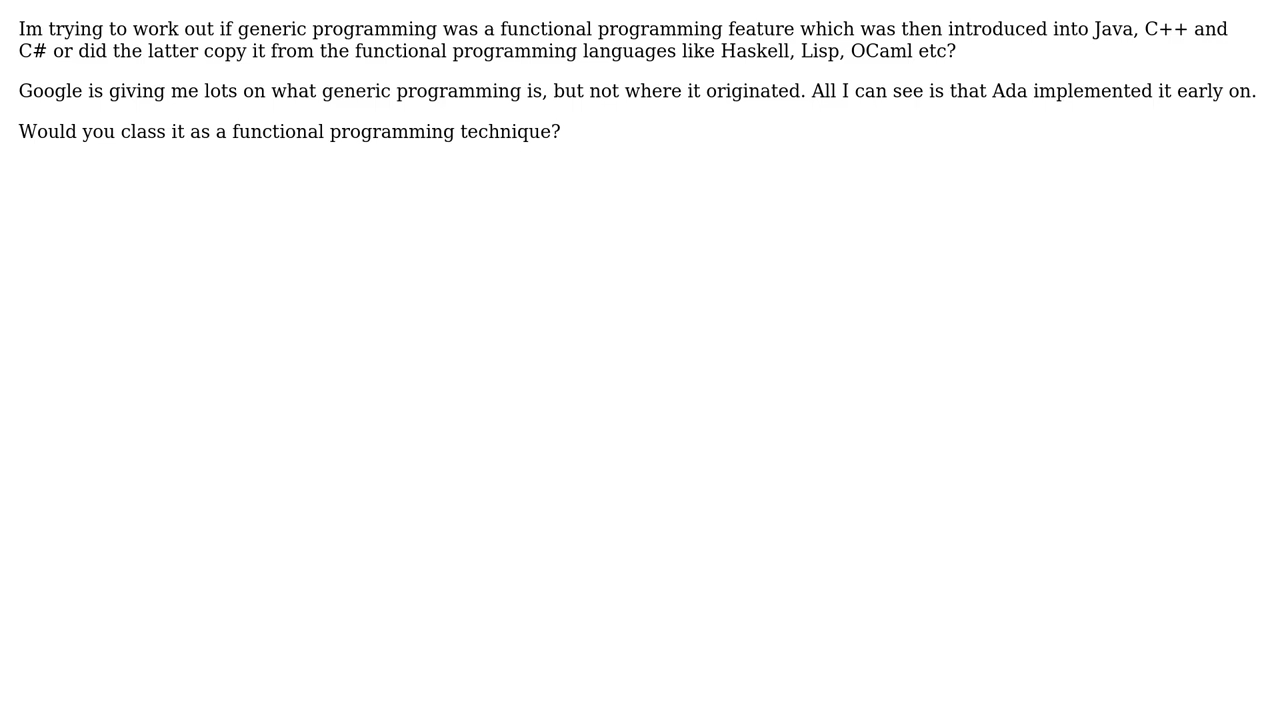 Im trying to work out if generic programming was a functional programming feature which was then introduced into Java, C++ and
C# or did the latter copy it from the functional programming languages like Haskell, Lisp, OCaml etc?
Google is giving me lots on what generic programming is, but not where it originated. All I can see is that Ada implemented it early on.
Would you class it as a functional programming technique?